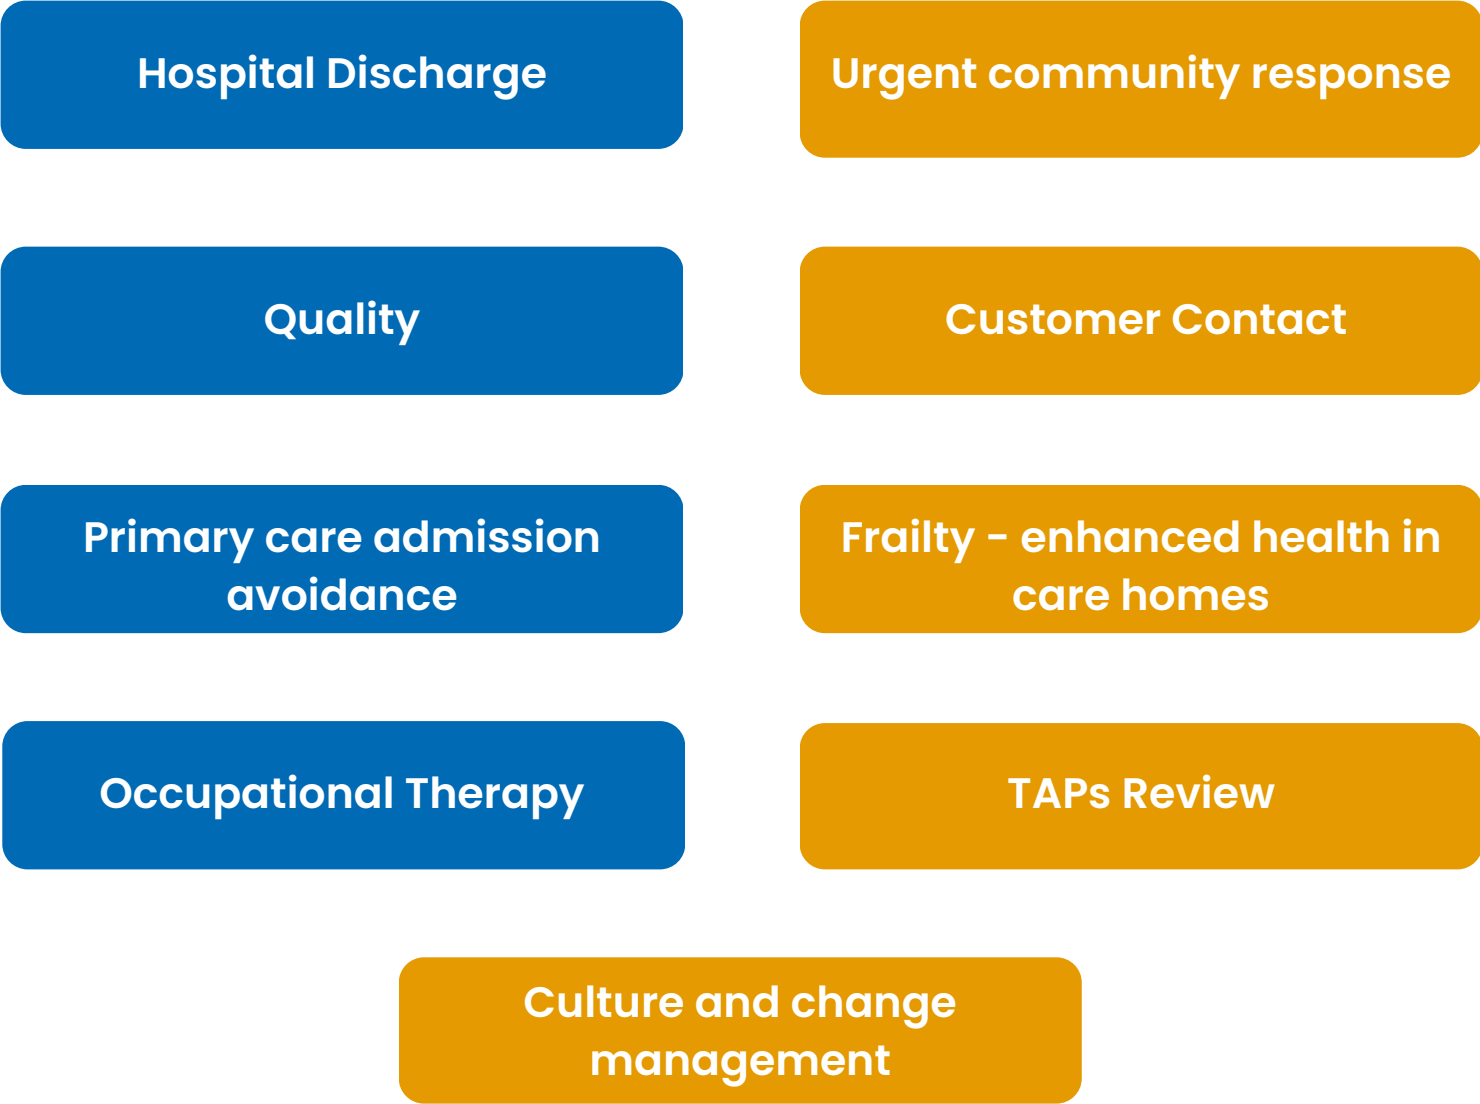 Hospital Discharge
Urgent community response
Quality
Customer Contact
Primary care admission
avoidance
Frailty - enhanced health in
care homes
Occupational Therapy
TAPs Review
Culture and change
management